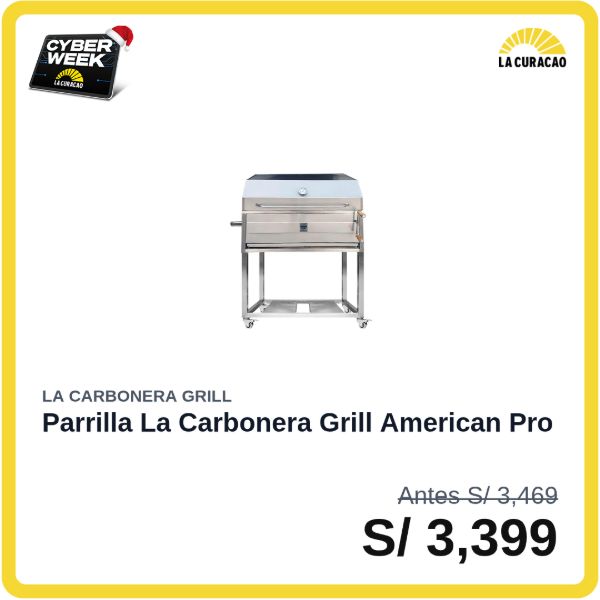 CYBER
WEEK
LA CURACAO
LA CURACAO
LA CARBONERA GRILL
Parrilla La Carbonera Grill American Pro
Antes S/ 3,469
S/ 3,399